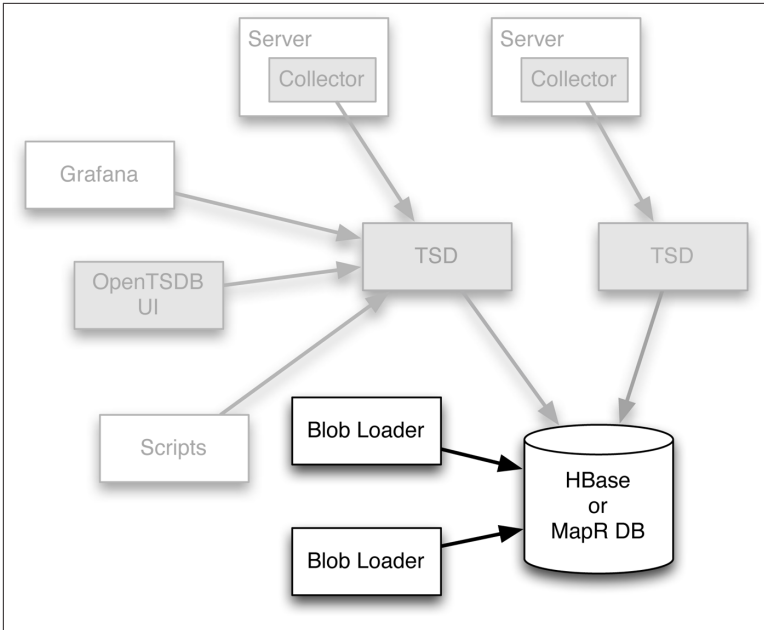 Server
Collector
Server
Collector
Grafana
TSD
TSD
OpenTSDB
UI
Scripts
Blob Loader
HBase
or
MapR DB
Blob Loader